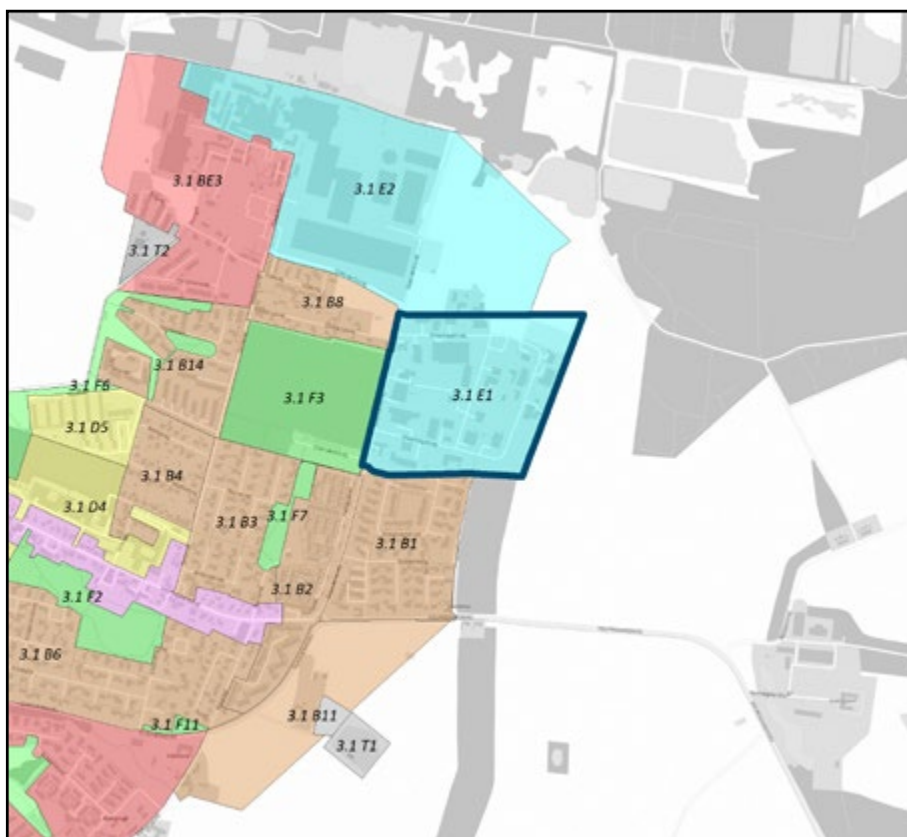 3.1 BE3
3.1 E2
3.1 T2
3.1 B8
3.1 B14
3.1 F6
3.1 F3
3.1 E1
3.1 D5
3.1 B4
3.1 D4
3.1 B3
3.1 F7
3.1 B1
3.1 B2
3.1 F2
3.1 B6
3.1 B11
3.1 F11
3.1 T1